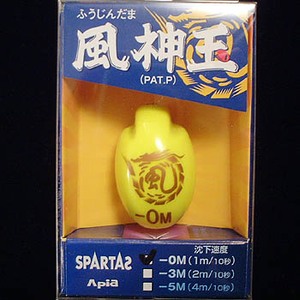 ふうじんだま
風神玉
(PAT.P)
風
-0M
沈下速度
SPARTAS
-0M (1m/10秒)
-3M (2m/10秒)
Apia
-5M (4m/10秒)